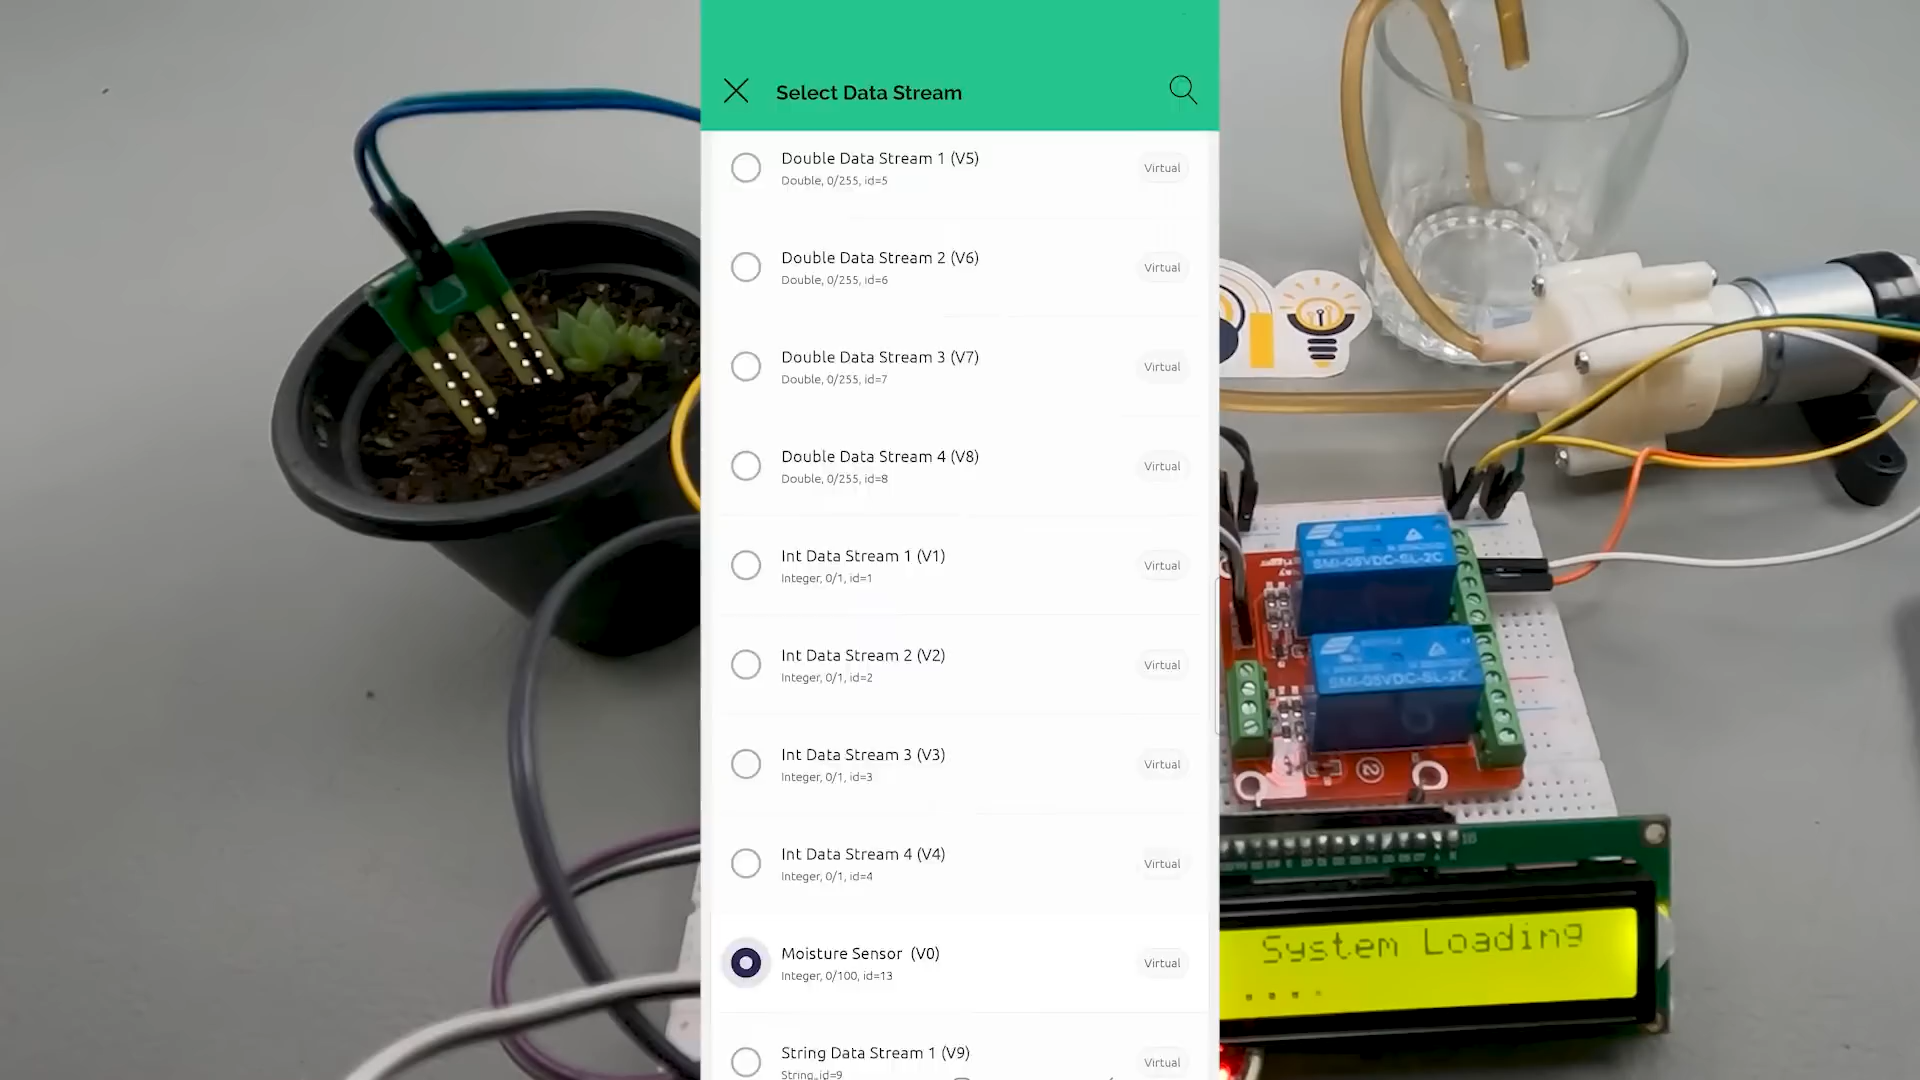 Select Data Stream
Double Data Stream 1 (V5)
Double, 0/255, id=5
Virtual
Double Data Stream 2 (V6)
Double, 0/255, id=6
Virtual
Double Data Stream 3 (V7)
Double, 0/255, id=7
Virtual
Double Data Stream 4 (V8)
Double, 0/255, id=8
Virtual
Int Data Stream 1 (V1)
Integer, 0/1, id=1
Virtual
Int Data Stream 2 (V2)
Integer, 0/1, id=2
Virtual
Int Data Stream 3 (V3)
Integer, 0/1, id=3
Virtual
Int Data Stream 4 (V4)
Integer, 0/1, id=4
Virtual
Moisture Sensor (V0)
Integer, 0/100, id=13
Virtual
String Data Stream 1 (V9)
String, id=9
Virtual
SMI-05VDC-SL-2C
SMI-05VDC-SL-2C
System Loading
....